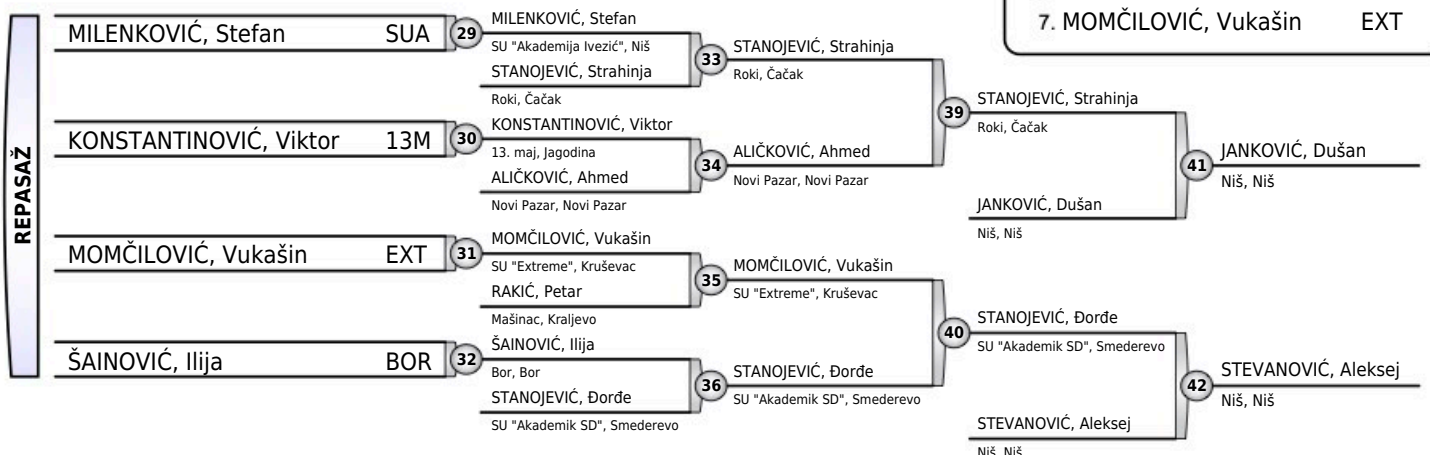 7. MOMČILOVIĆ, Vukašin EXT
REPASAŽ
MILENKOVIĆ, Stefan SUA
KONSTANTINOVIĆ, Viktor 13M
MOMČILOVIĆ, Vukašin EXT
ŠAINOVIĆ, Ilija BOR
29
MILENKOVIĆ, Stefan
SU "Akademija Ivezić", Niš
STANOJEVIĆ, Strahinja
Roki, Čačak
30
KONSTANTINOVIĆ, Viktor
13. maj, Jagodina
ALIČKOVIĆ, Ahmed
Novi Pazar, Novi Pazar
31
MOMČILOVIĆ, Vukašin
SU "Extreme", Kruševac
RAKIĆ, Petar
Mašinac, Kraljevo
32
ŠAINOVIĆ, Ilija
Bor, Bor
STANOJEVIĆ, Đorđe
SU "Akademik SD", Smederevo
33
STANOJEVIĆ, Strahinja
Roki, Čačak
34
ALIČKOVIĆ, Ahmed
Novi Pazar, Novi Pazar
35
MOMČILOVIĆ, Vukašin
SU "Extreme", Kruševac
36
STANOJEVIĆ, Đorđe
SU "Akademik SD", Smederevo
39
STANOJEVIĆ, Strahinja
Roki, Čačak
JANKOVIĆ, Dušan
Niš, Niš
40
STANOJEVIĆ, Đorđe
SU "Akademik SD", Smederevo
STEVANOVIĆ, Aleksej
Niš, Niš
41
JANKOVIĆ, Dušan
Niš, Niš
42
STEVANOVIĆ, Aleksej
Niš, Niš